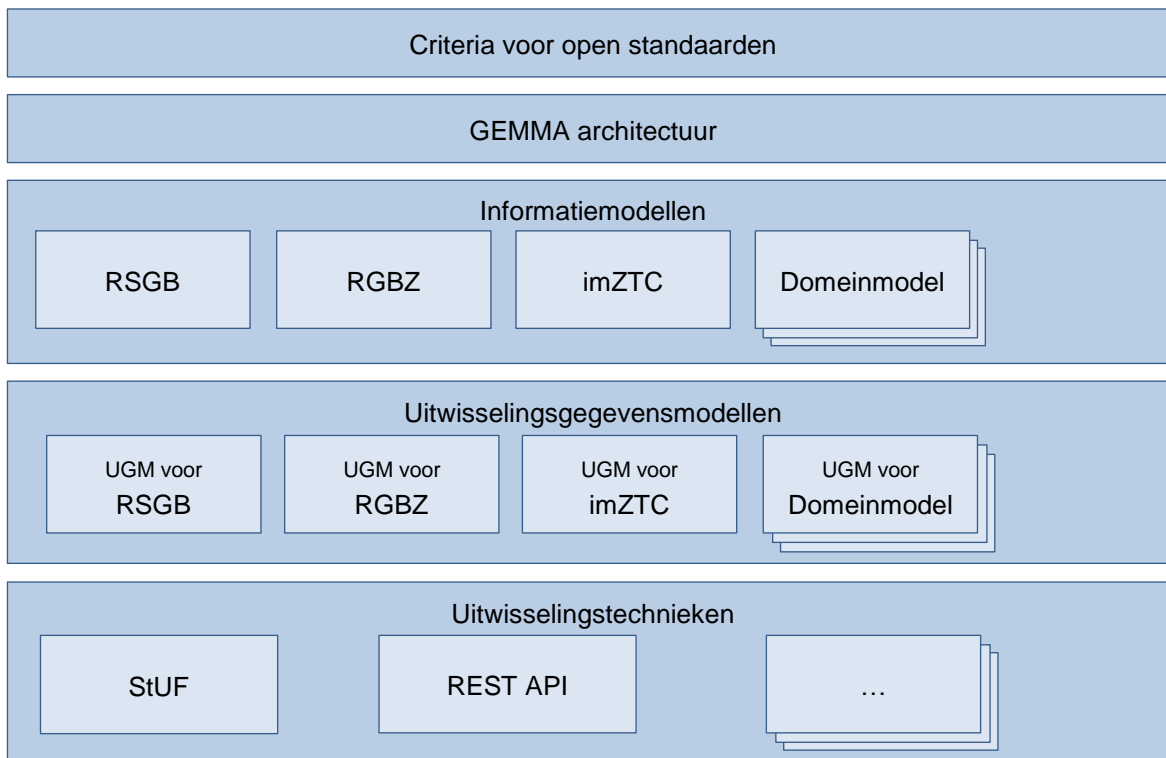 Criteria voor open standaarden
GEMMA architectuur
Informatiemodellen
RSGB
RGBZ
imZTC
Domeinmodel
Uitwisselingsgegevensmodellen
UGM voor
RSGB
UGM voor
RGBZ
UGM voor
imZTC
UGM voor
Domeinmodel
Uitwisselingstechnieken
StUF
REST API
…